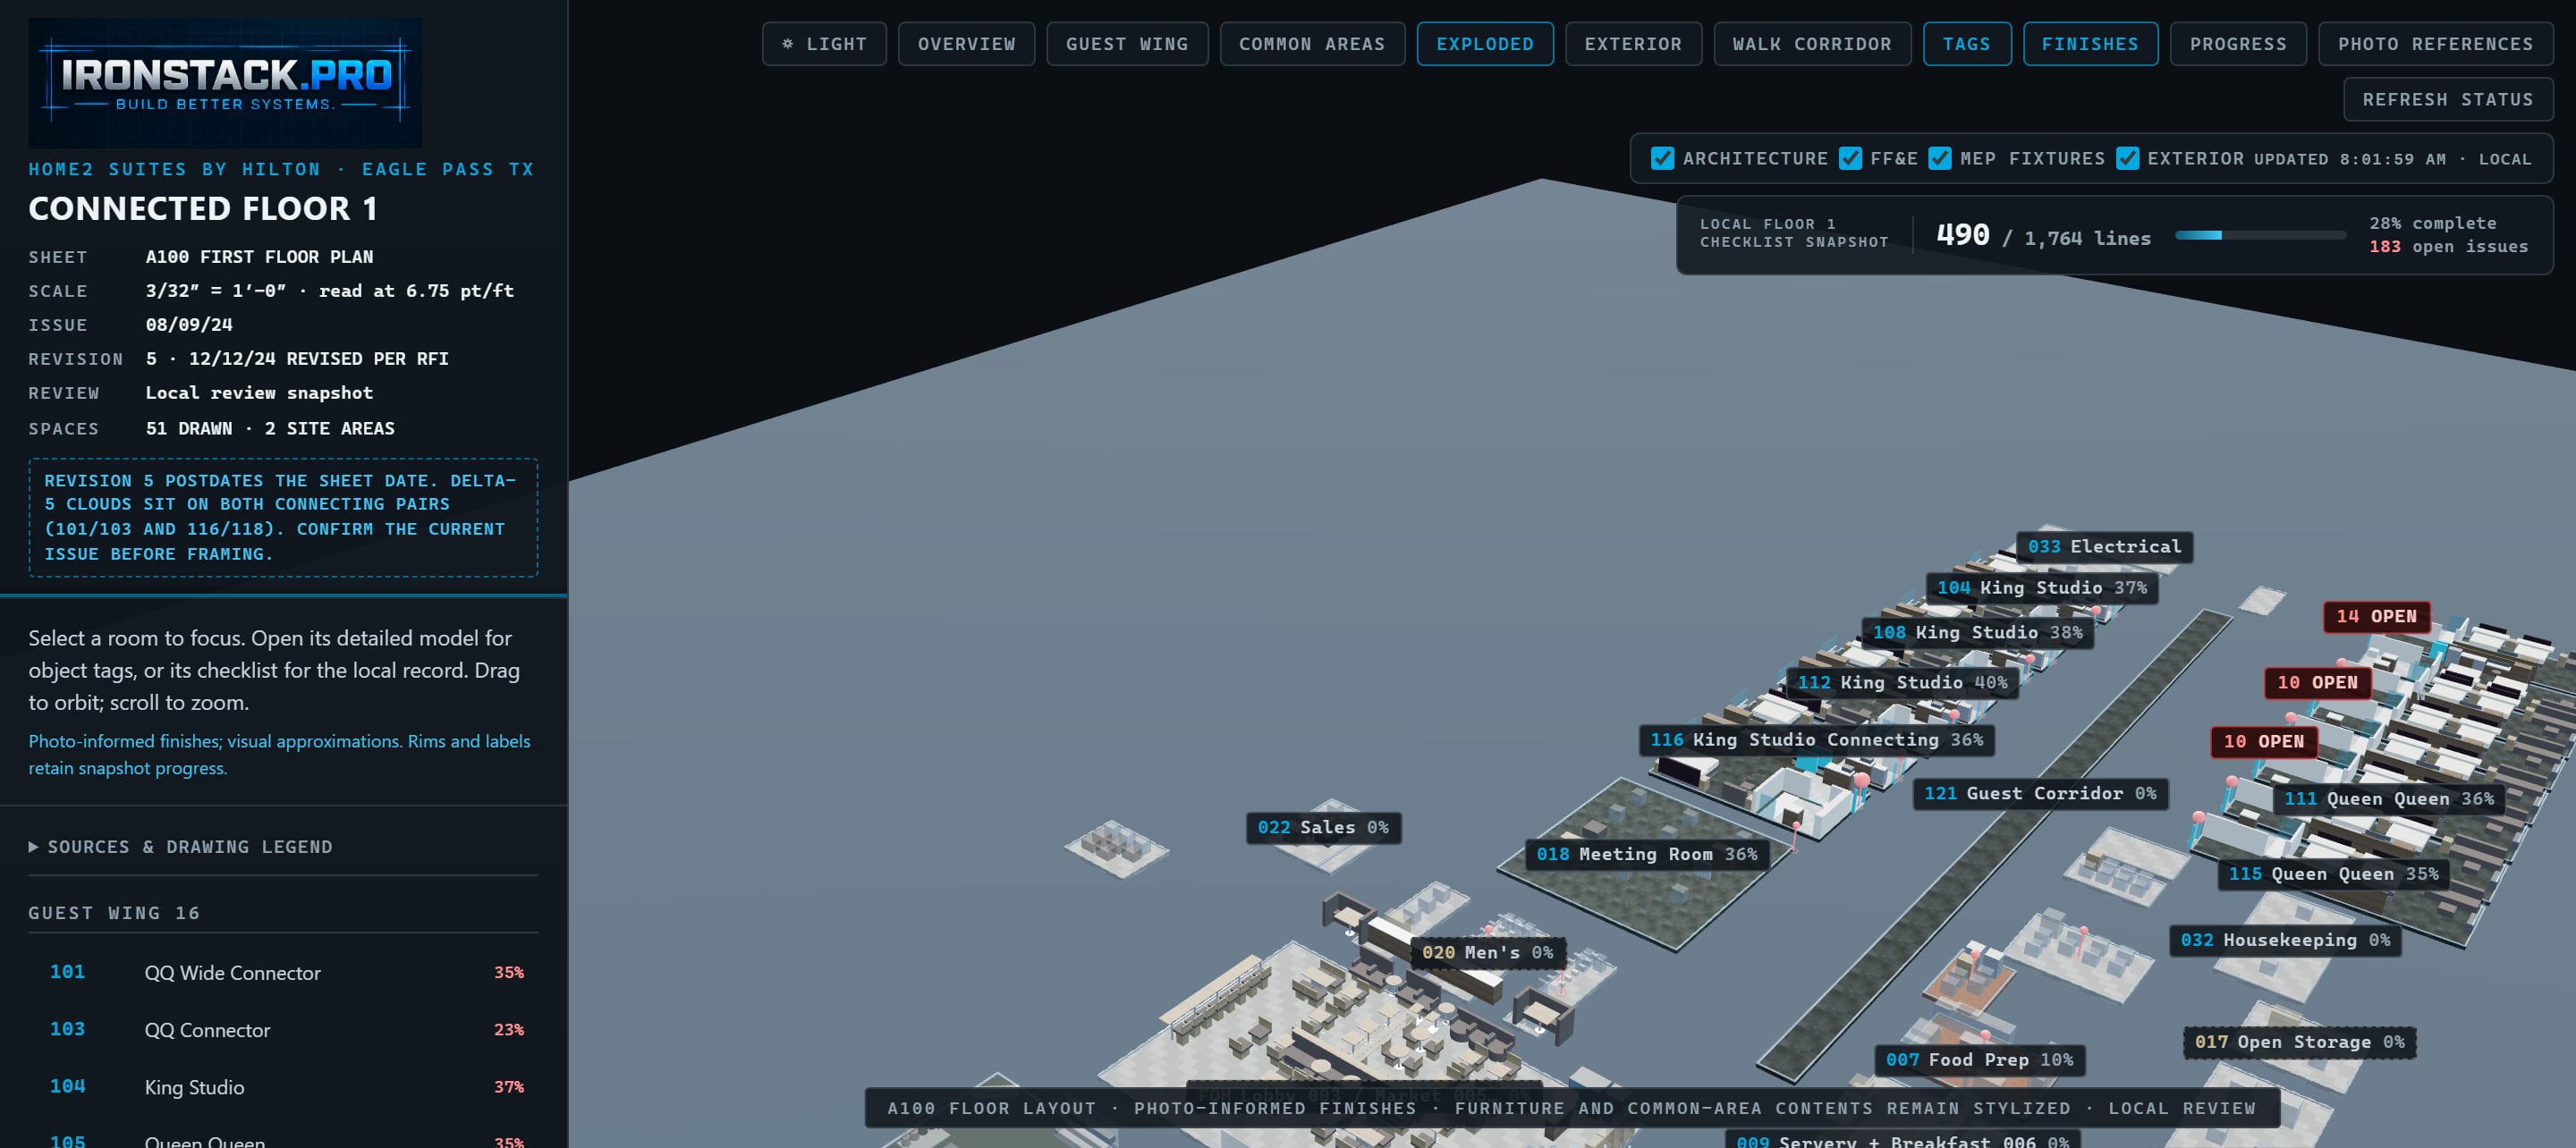 IRONSTACK.PRO
BUILD BETTER SYSTEMS.
HOME2 SUITES BY HILTON · EAGLE PASS TX
CONNECTED FLOOR 1
SHEET A100 FIRST FLOOR PLAN
SCALE 3/32″ = 1′−0″ · read at 6.75 pt/ft
ISSUE 08/09/24
REVISION 5 · 12/12/24 REVISED PER RFI
REVIEW Local review snapshot
SPACES 51 DRAWN · 2 SITE AREAS
REVISION 5 POSTDATES THE SHEET DATE. DELTA-
5 CLOUDS SIT ON BOTH CONNECTING PAIRS
(101/103 AND 116/118). CONFIRM THE CURRENT
ISSUE BEFORE FRAMING.
Select a room to focus. Open its detailed model for
object tags, or its checklist for the local record. Drag
to orbit; scroll to zoom.
Photo-informed finishes; visual approximations. Rims and labels
retain snapshot progress.
SOURCES & DRAWING LEGEND
GUEST WING 16
101 QQ Wide Connector 35%
103 QQ Connector 23%
104 King Studio 37%
105 Queen Queen 35%
LIGHT
OVERVIEW
GUEST WING
COMMON AREAS
EXPLODED
EXTERIOR
WALK CORRIDOR
TAGS
FINISHES
PROGRESS
PHOTO REFERENCES
REFRESH STATUS
ARCHITECTURE FF&E MEP FIXTURES EXTERIOR UPDATED 8:01:59 AM · LOCAL
LOCAL FLOOR 1
CHECKLIST SNAPSHOT
490 / 1,764 lines
28% complete
183 open issues
033 Electrical
104 King Studio 37%
14 OPEN
108 King Studio 38%
10 OPEN
112 King Studio 40%
116 King Studio Connecting 36%
10 OPEN
121 Guest Corridor 0%
111 Queen Queen 36%
022 Sales 0%
018 Meeting Room 36%
115 Queen Queen 35%
020 Men's 0%
032 Housekeeping 0%
017 Open Storage 0%
007 Food Prep 10%
A100 FLOOR LAYOUT · PHOTO-INFORMED FINISHES · FURNITURE AND COMMON-AREA CONTENTS REMAIN STYLIZED · LOCAL REVIEW
009 Servery + Breakfast 006 0%